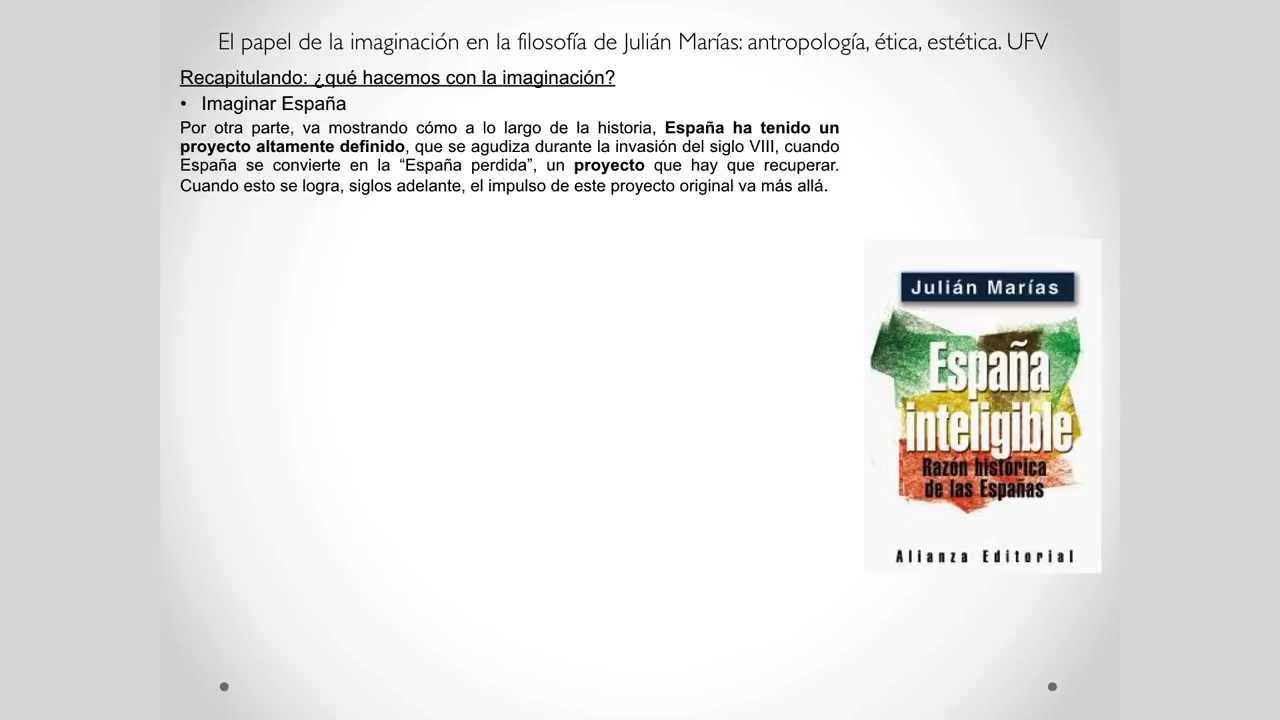 El papel de la imaginación en la filosofía de Julián Marías: antropología, ética, estética. UFV
Recapitulando: ¿qué hacemos con la imaginación?
• Imaginar España
Por otra parte, va mostrando cómo a lo largo de la historia, España ha tenido un
proyecto altamente definido, que se agudiza durante la invasión del siglo VIII, cuando
España se convierte en la “España perdida”, un proyecto que hay que recuperar.
Cuando esto se logra, siglos adelante, el impulso de este proyecto original va más allá.
Julián Marías
España
inteligible
Razón histórica
de las Españas
Alianza Editorial